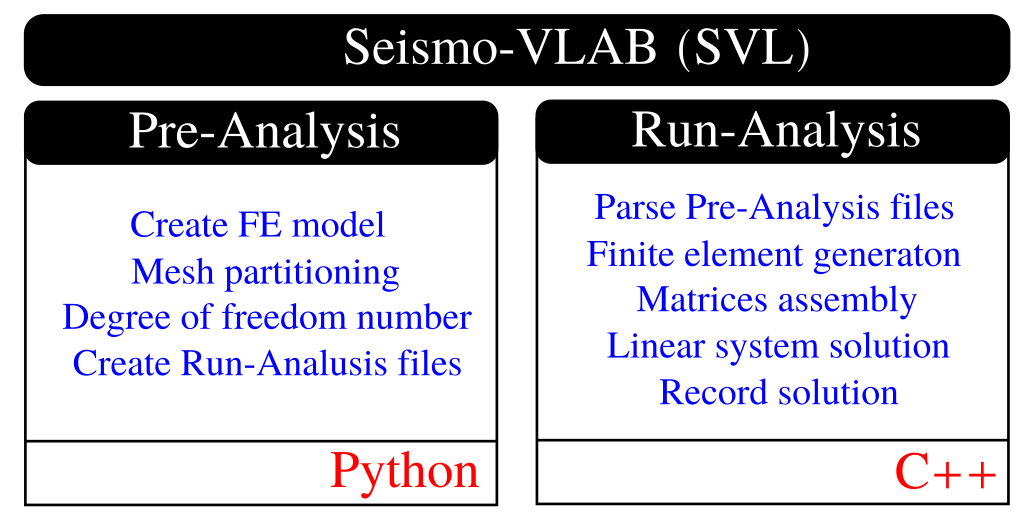 Seismo-VLAB (SVL)
Pre-Analysis
Create FE model
Mesh partitioning
Degree of freedom number
Create Run-Analusis files
Python
Run-Analysis
Parse Pre-Analysis files
Finite element generaton
Matrices assembly
Linear system solution
Record solution
C++